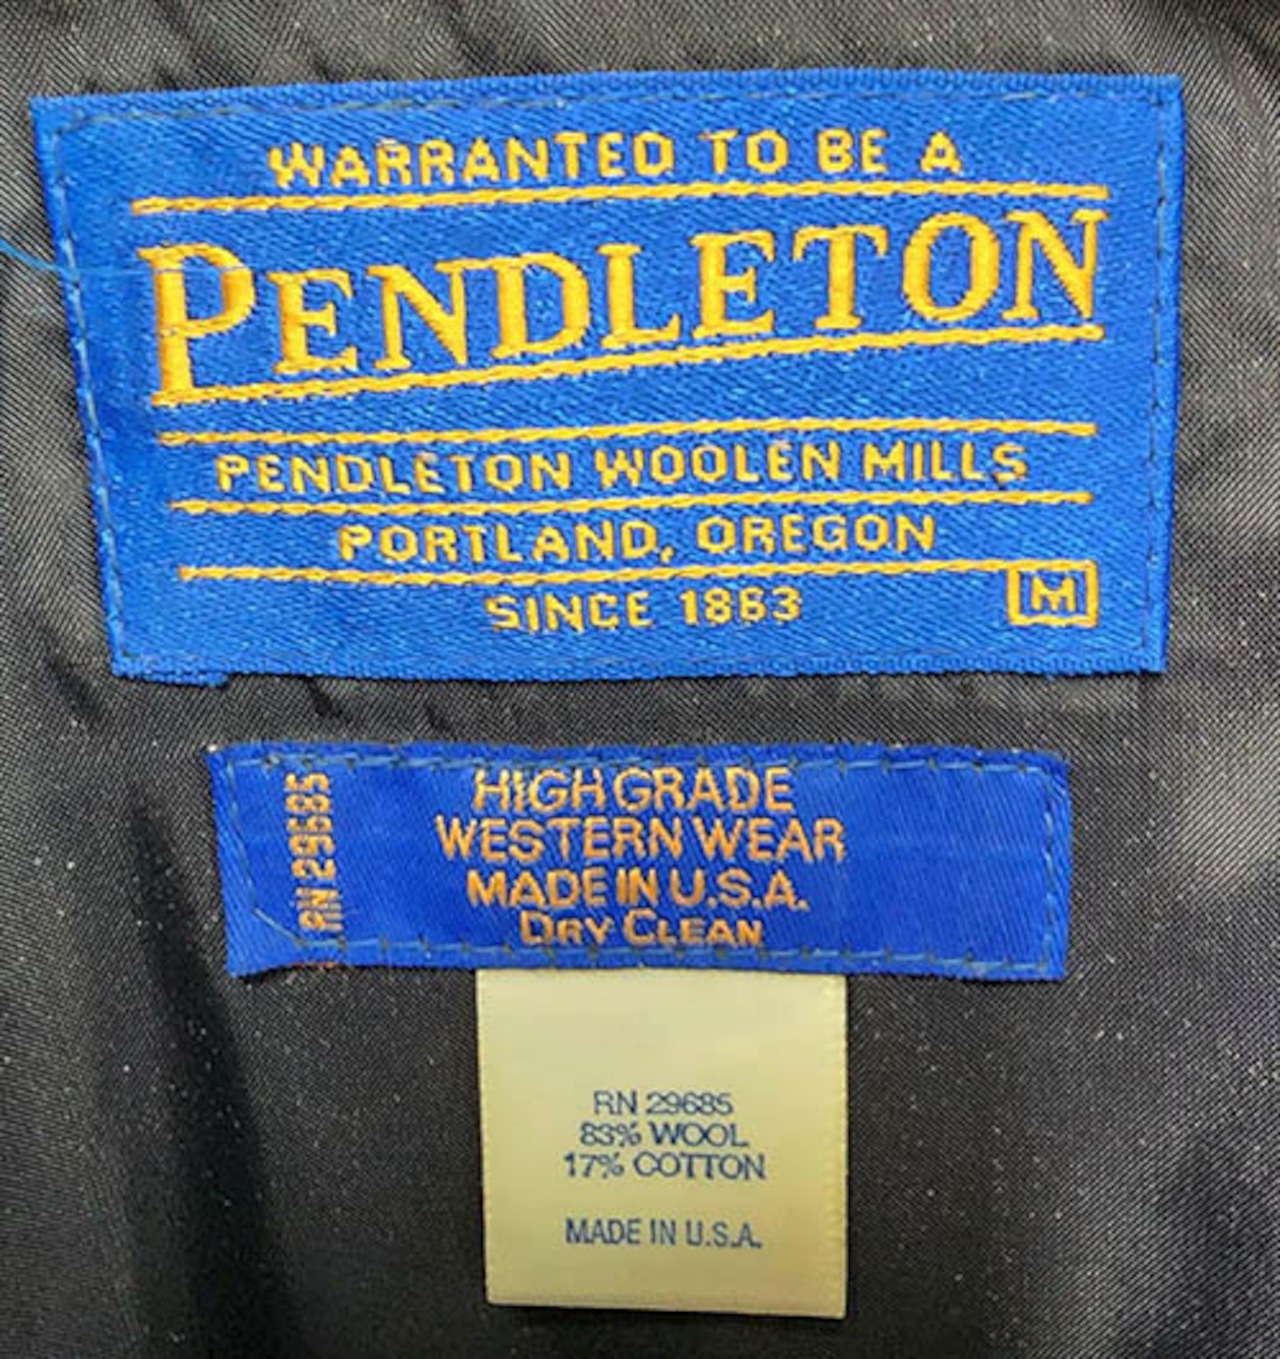 WARRANTED TO BE A
PENDLETON
PENDLETON WOOLEN MILLS
PORTLAND, OREGON
SINCE 1863
M
RN 29685
HIGH GRADE
WESTERN WEAR
MADE IN U.S.A.
DRY CLEAN
RN 29685
83% WOOL
17% COTTON
MADE IN U.S.A.